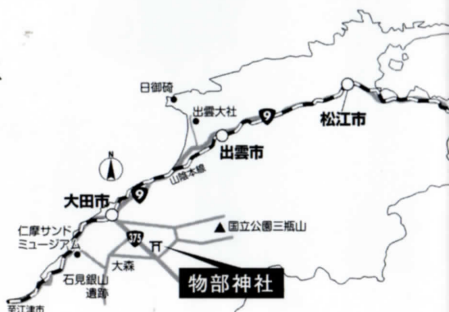 日御碕
出雲大社
9
松江市
出雲市
山陰本線
大田市
9
仁摩サンド
ミュージアム
375
国立公園三瓶山
大森
石見銀山
遺跡
物部神社
至江津市